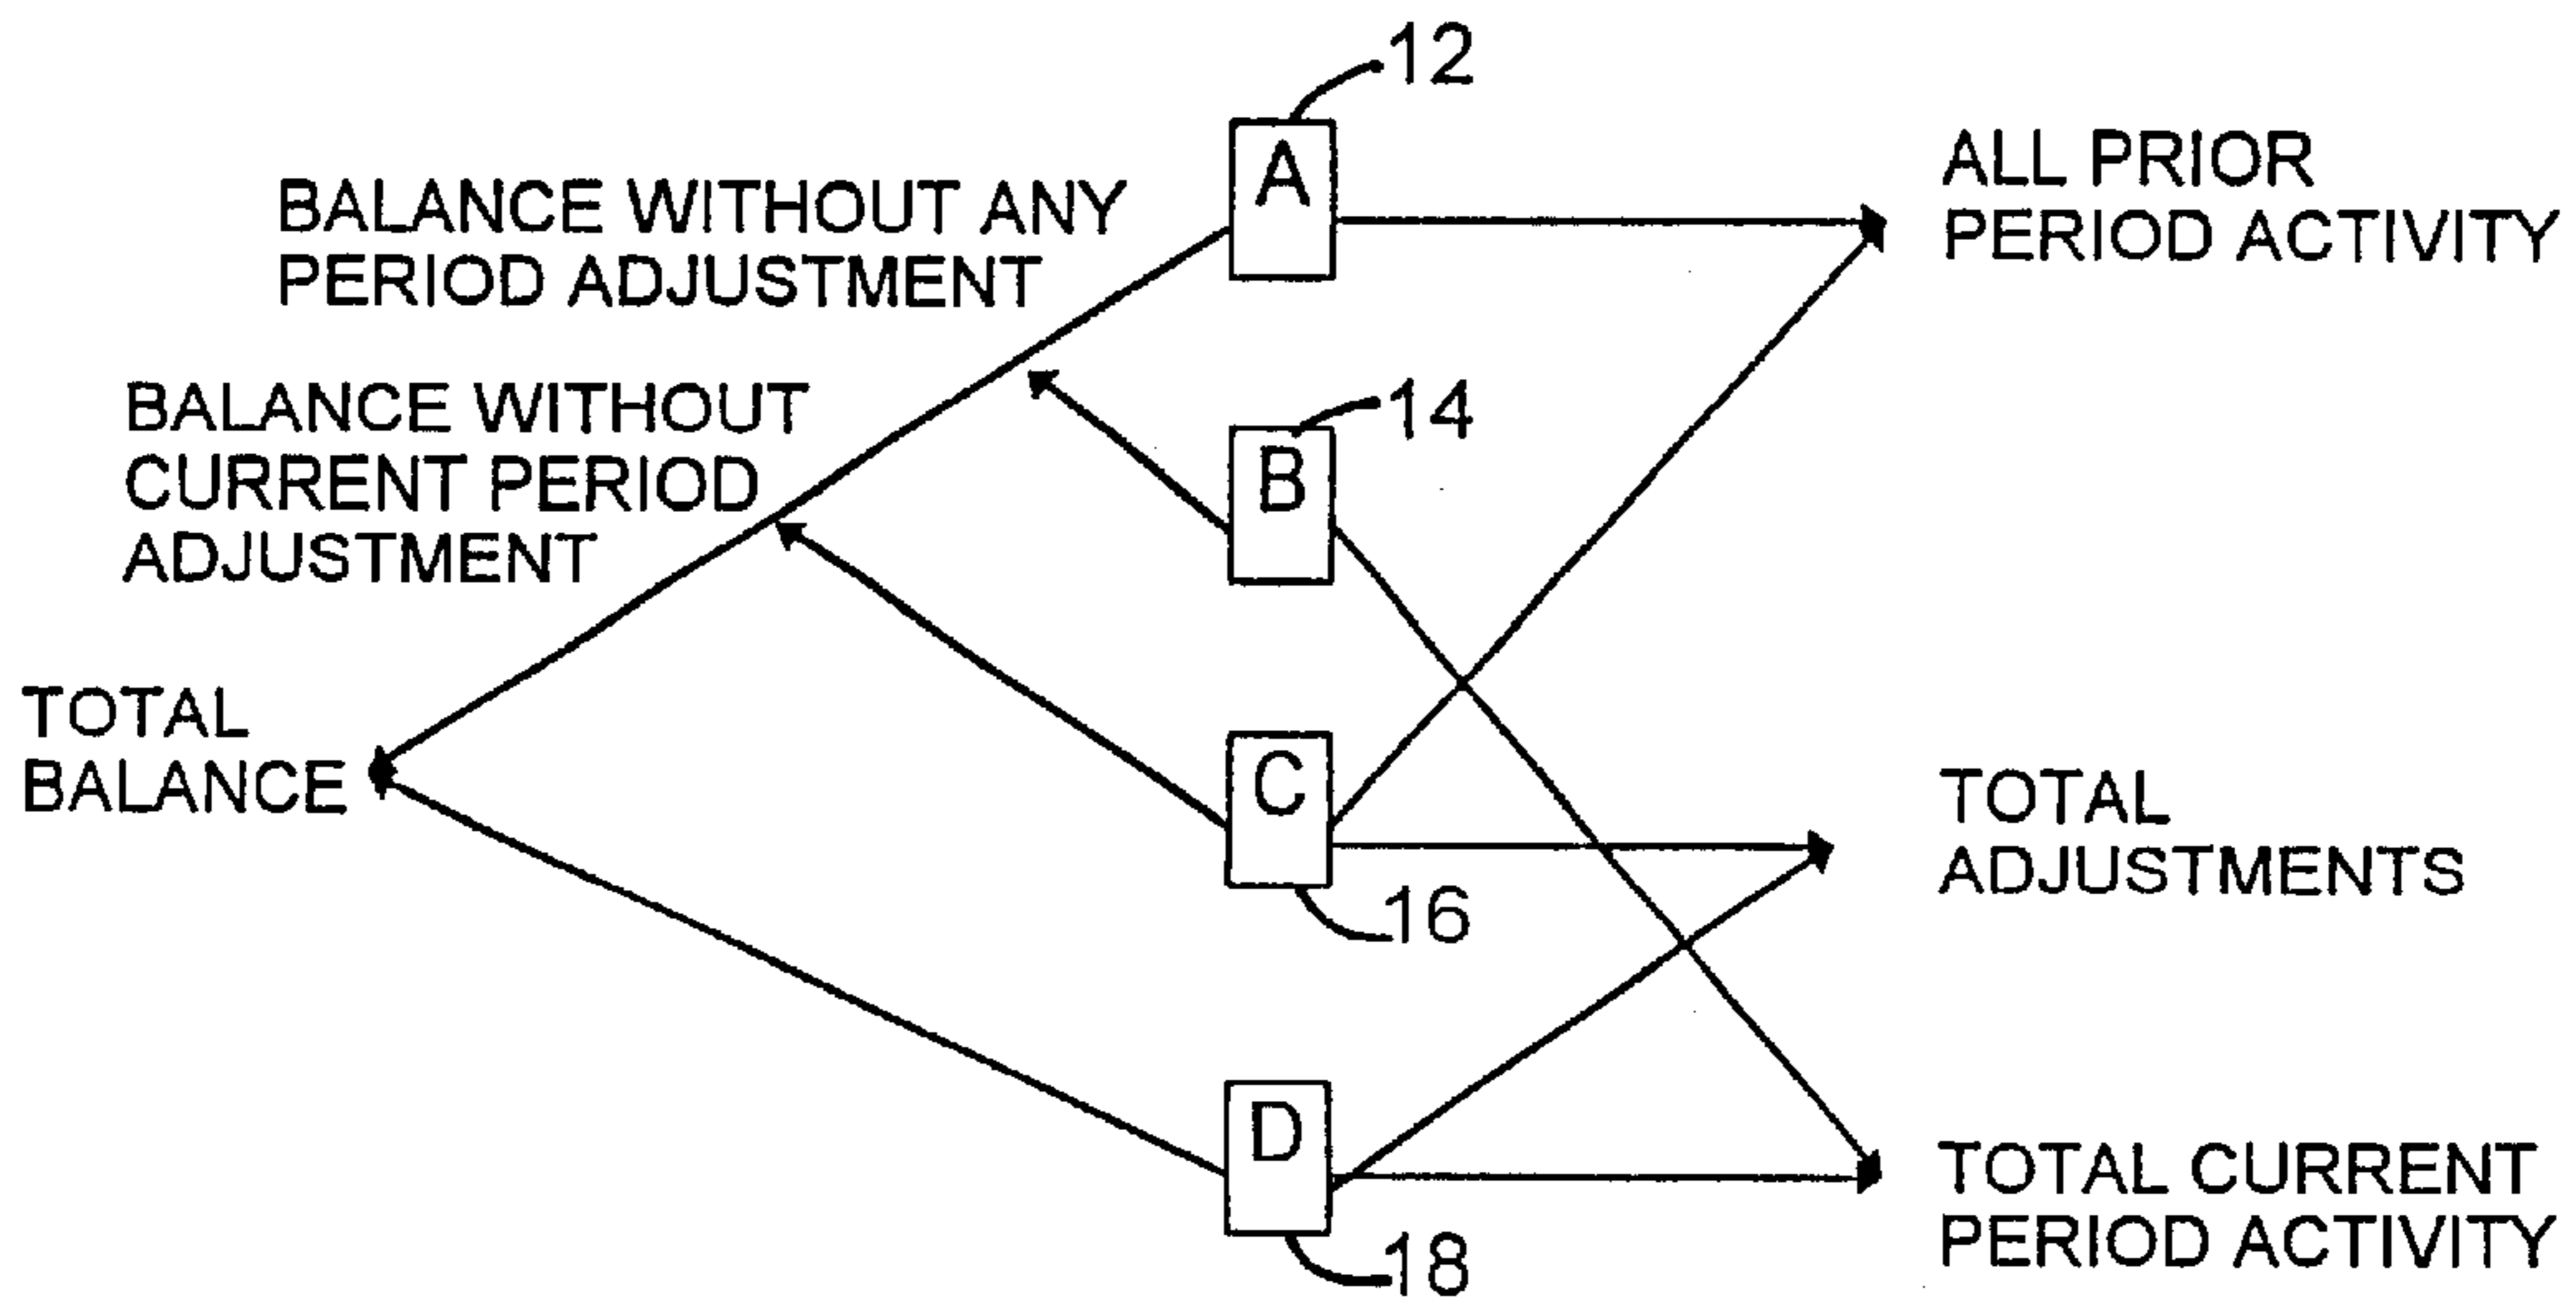 12
A
ALL PRIOR
PERIOD ACTIVITY
BALANCE WITHOUT ANY
PERIOD ADJUSTMENT
14
B
BALANCE WITHOUT
CURRENT PERIOD
ADJUSTMENT
TOTAL
BALANCE
C
16
TOTAL
ADJUSTMENTS
D
18
TOTAL CURRENT
PERIOD ACTIVITY